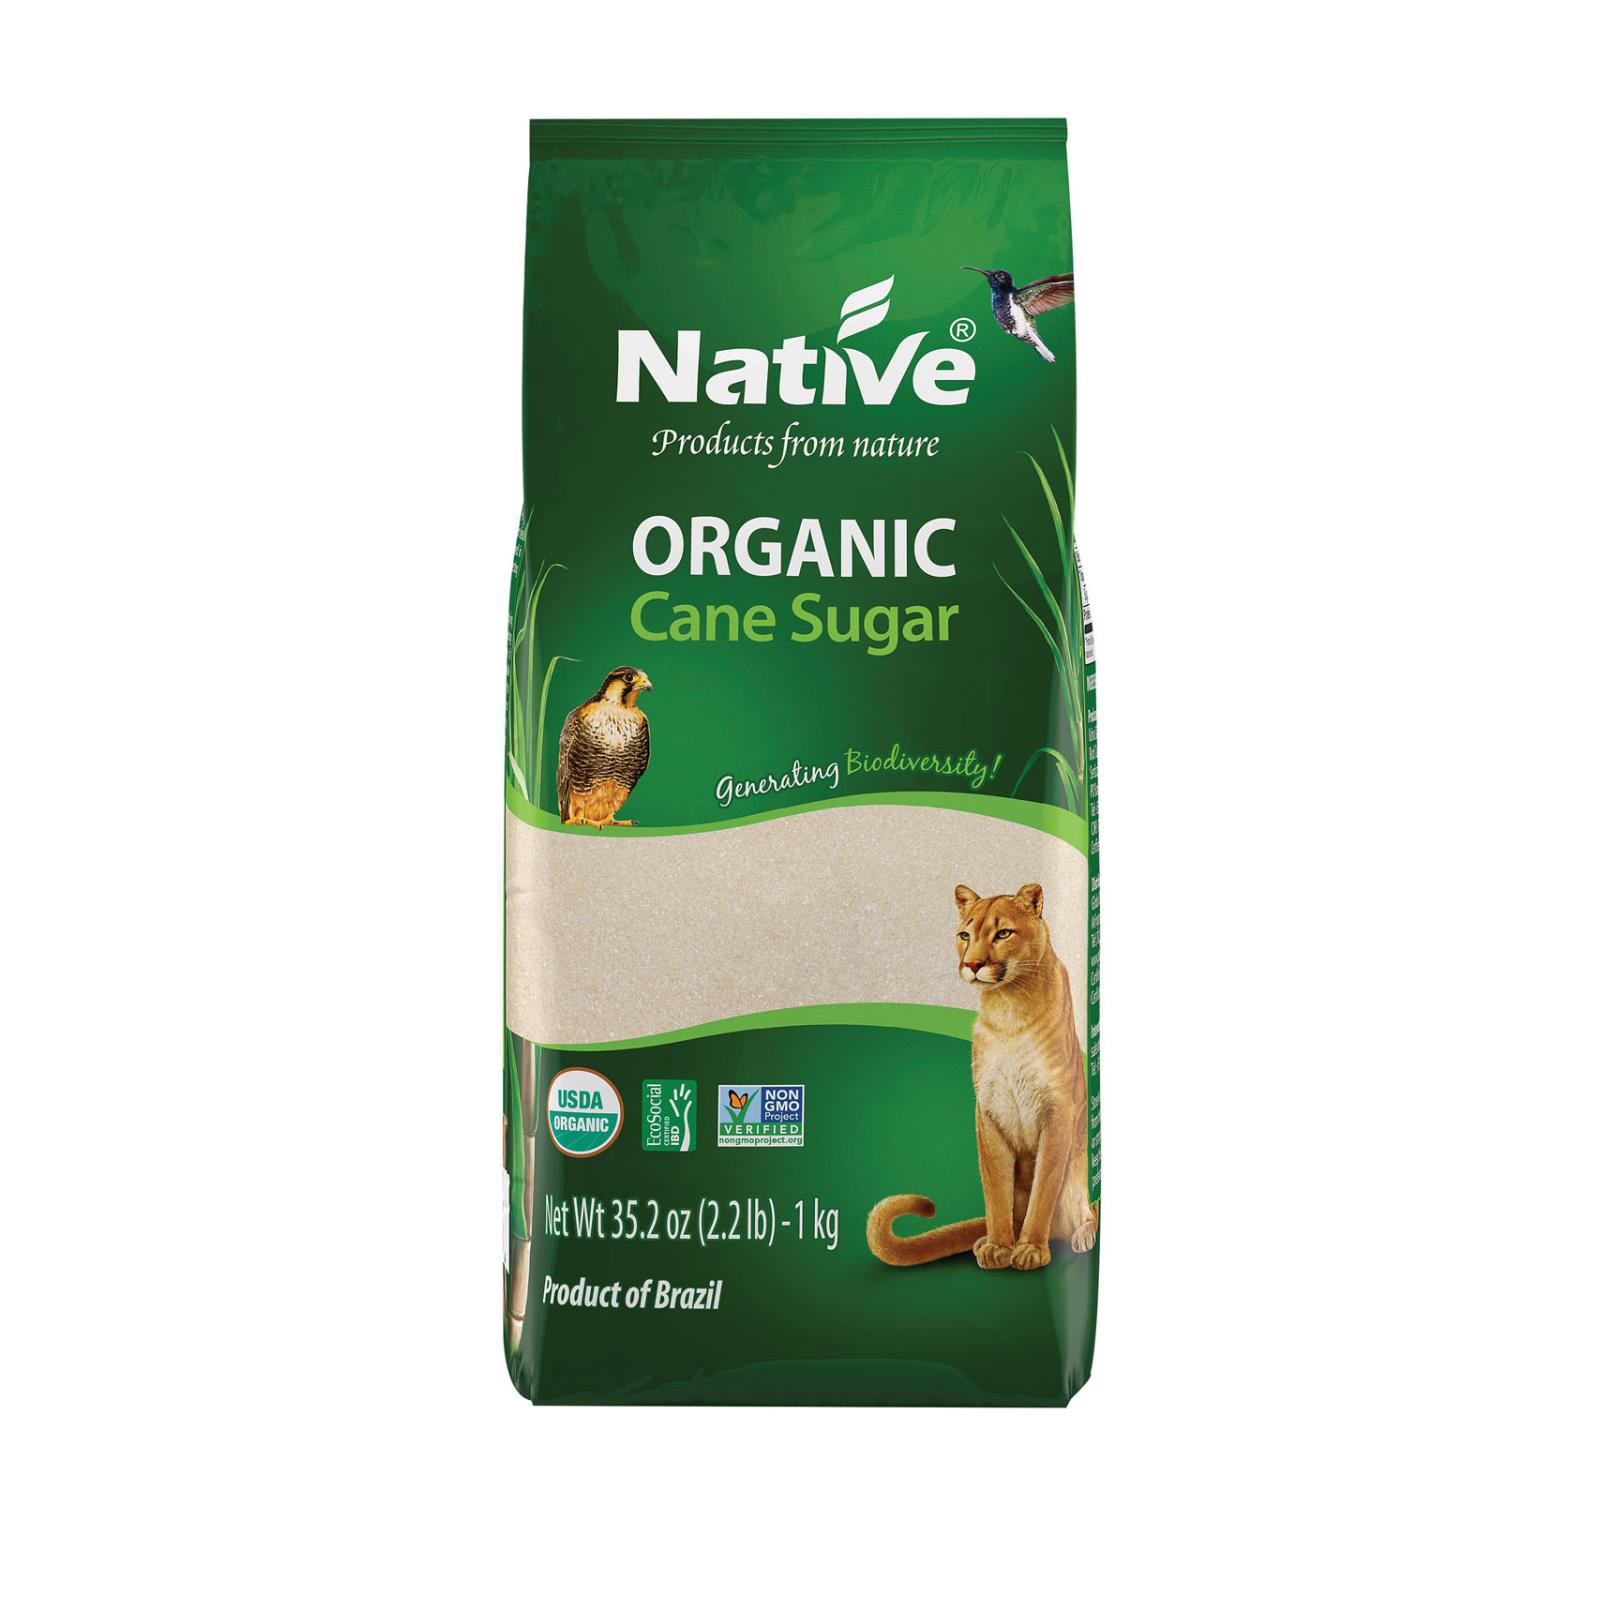 Native®
Products from nature
ORGANIC
Cane Sugar
Generating Biodiversity!
USDA
ORGANIC
EcoSocial
CERTIFIED
IBD
NON
GMO
Project
VERIFIED
nongmoproject.org
Net Wt 35.2 oz (2.2 lb) - 1 kg
Product of Brazil